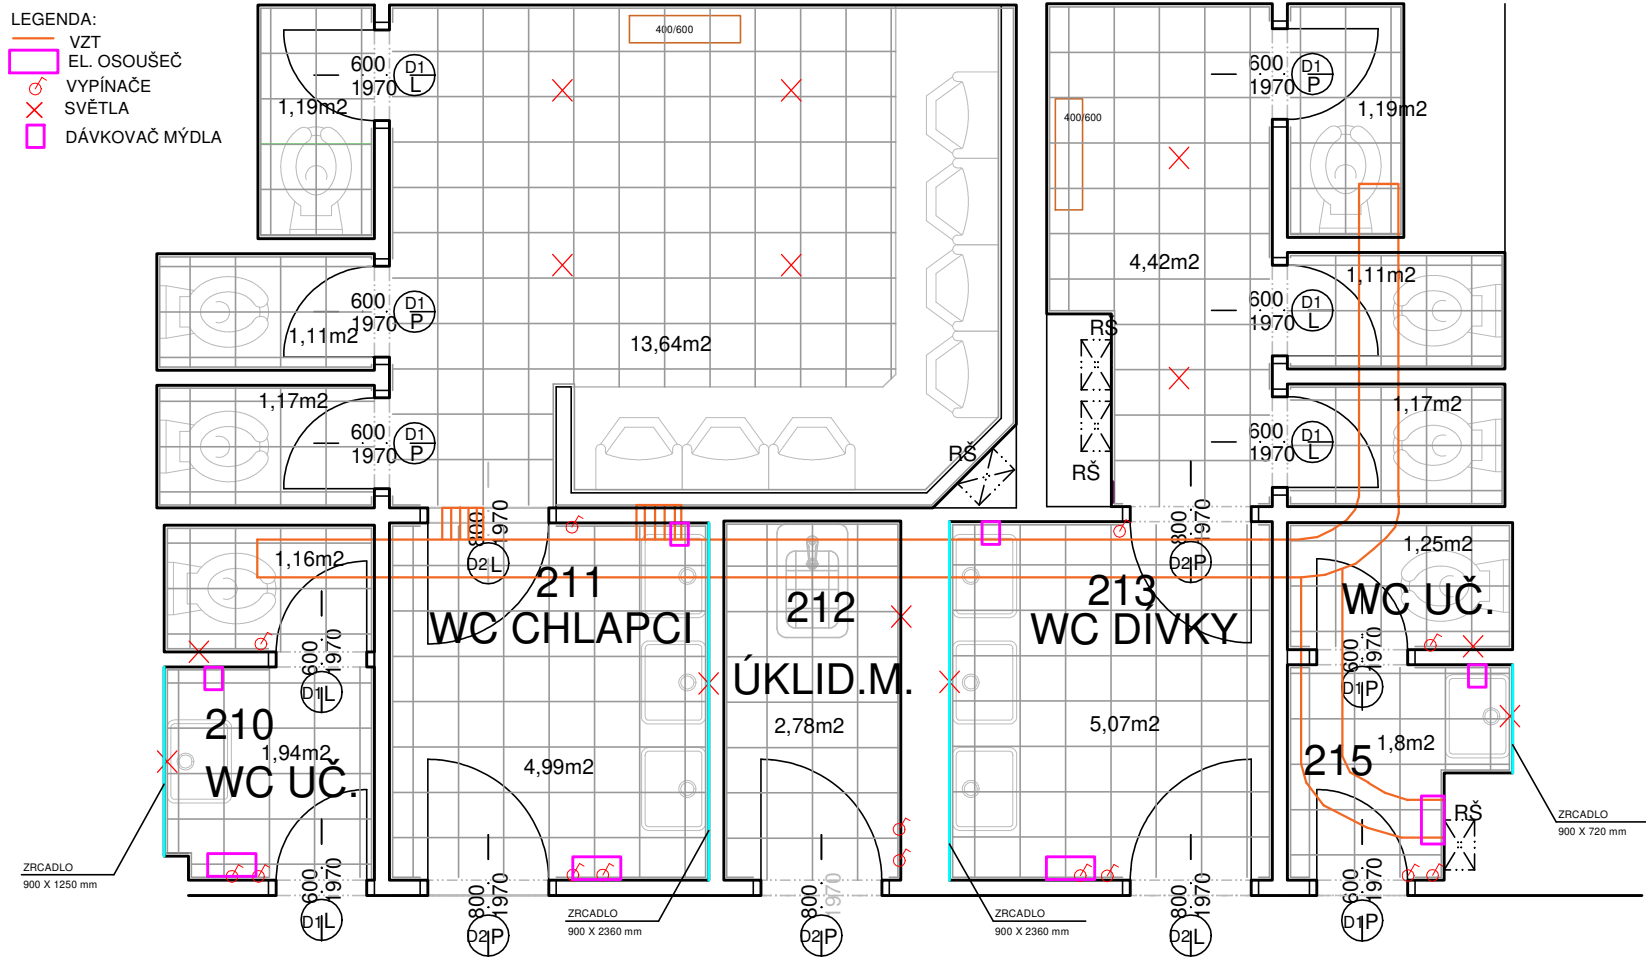 LEGENDA:
VZT
EL. OSOUŠEČ
VYPÍNAČE
SVĚTLA
DÁVKOVAČ MÝDLA
400/600
400/600
600
1970
D1
L
1,19m2
600
1970
D1
P
1,19m2
600
1970
D1
P
1,11m2
13,64m2
4,42m2
600
1970
D1
L
1,11m2
RŠ
600
1970
D1
P
1,17m2
RŠ
RŠ
600
1970
D1
L
1,17m2
800
1970
D2 L
800
1970
D2 P
1,16m2
211
WC CHLAPCI
4,99m2
212
ÚKLID.M.
2,78m2
213
WC DÍVKY
5,07m2
1,25m2
WC UČ.
600
1970
D1 L
600
1970
D1 P
210
1,94m2
WC UČ.
1,8m2
215
RŠ
ZRCADLO
900 X 1250 mm
600
1970
D1 L
800
1970
D2 P
ZRCADLO
900 X 2360 mm
800
1970
D2 P
ZRCADLO
900 X 2360 mm
800
1970
D2 L
600
1970
D1 P
ZRCADLO
900 X 720 mm